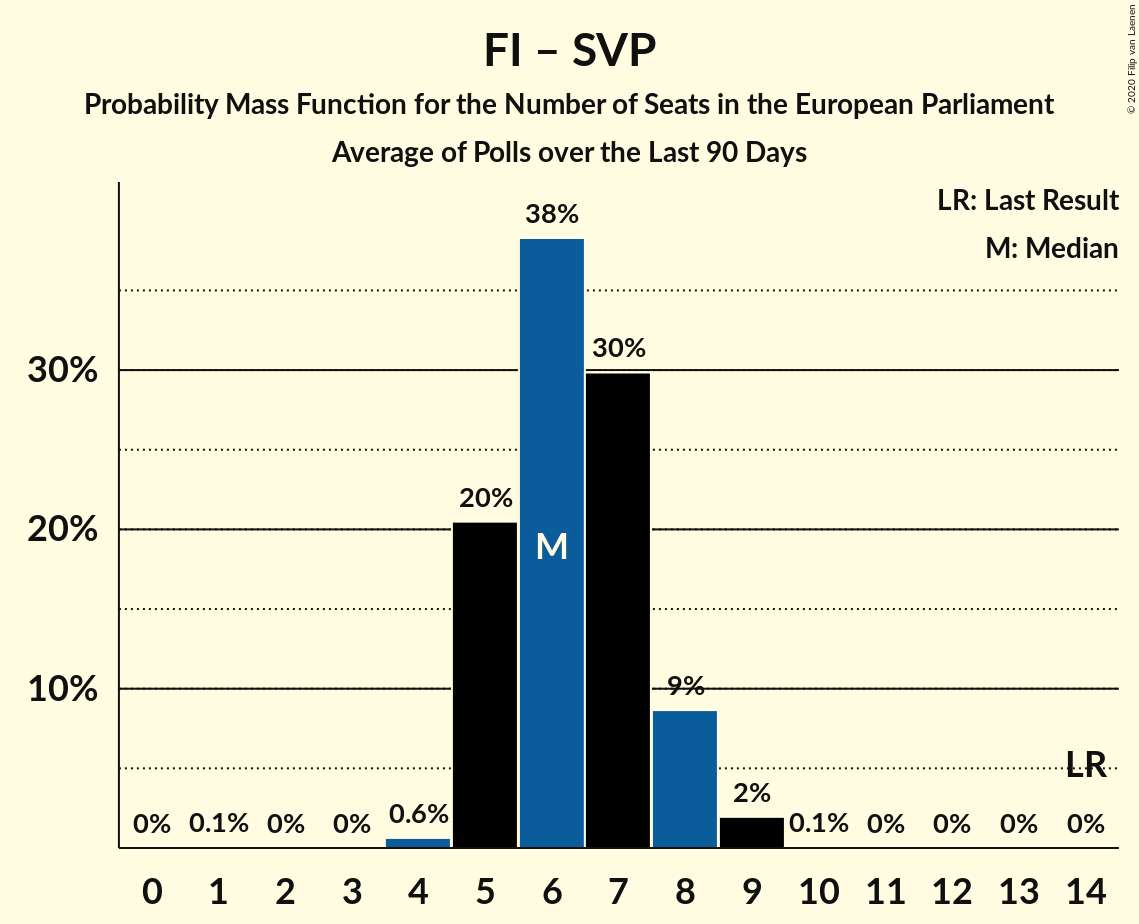 FI – SVP
Probability Mass Function for the Number of Seats in the European Parliament
Average of Polls over the Last 90 Days
© 2020 Filip van Laenen
LR: Last Result
M: Median
38%
30%
30%
20%
20%
M
10%
9%
LR
0%
0.1%
0%
0%
0.6%
2%
0.1%
0%
0%
0%
0%
0 1 2 3 4 5 6 7 8 9 10 11 12 13 14